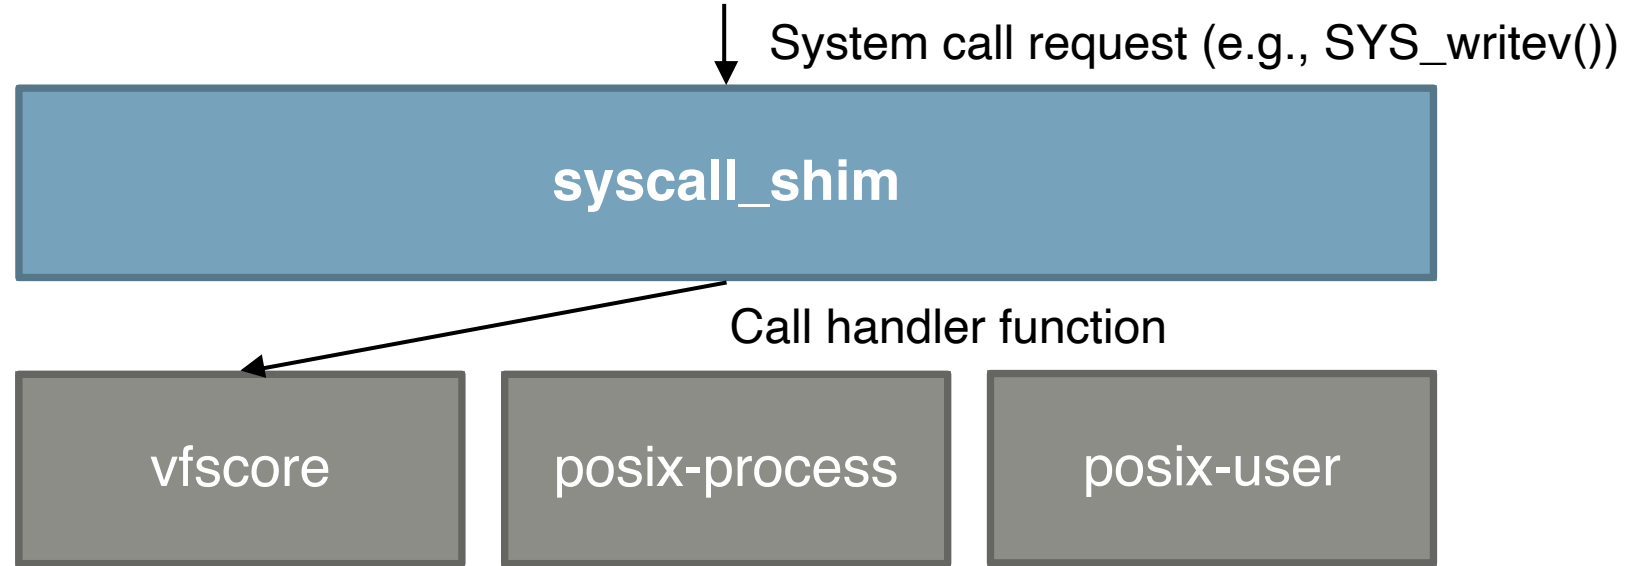 System call request (e.g., SYS_writev())
syscall_shim
Call handler function
vfscore
posix-process
posix-user